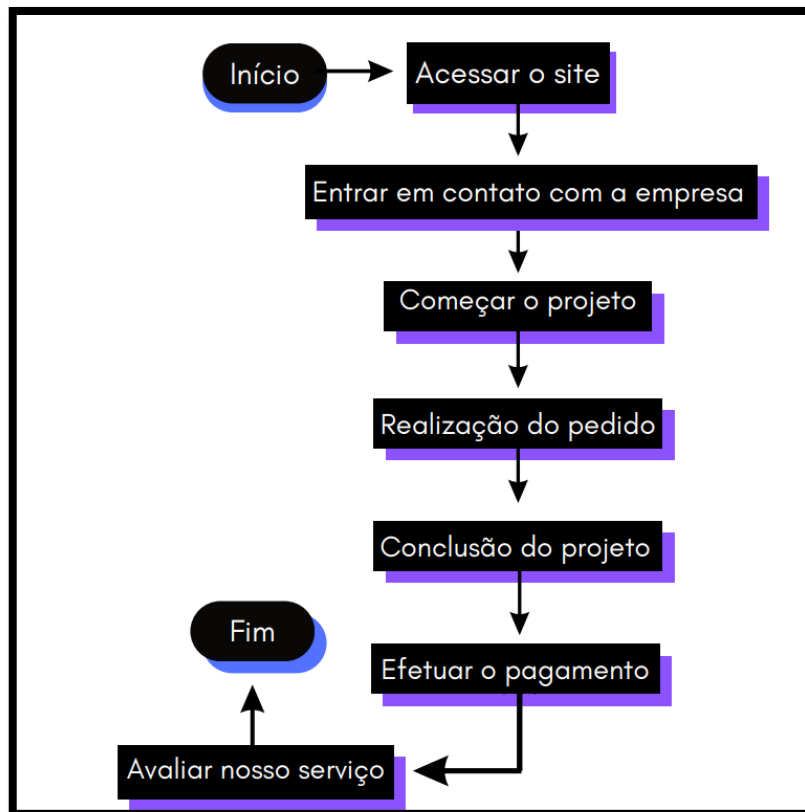 Início
Acessar o site
Entrar em contato com a empresa
Começar o projeto
Realização do pedido
Conclusão do projeto
Efetuar o pagamento
Avaliar nosso serviço
Fim